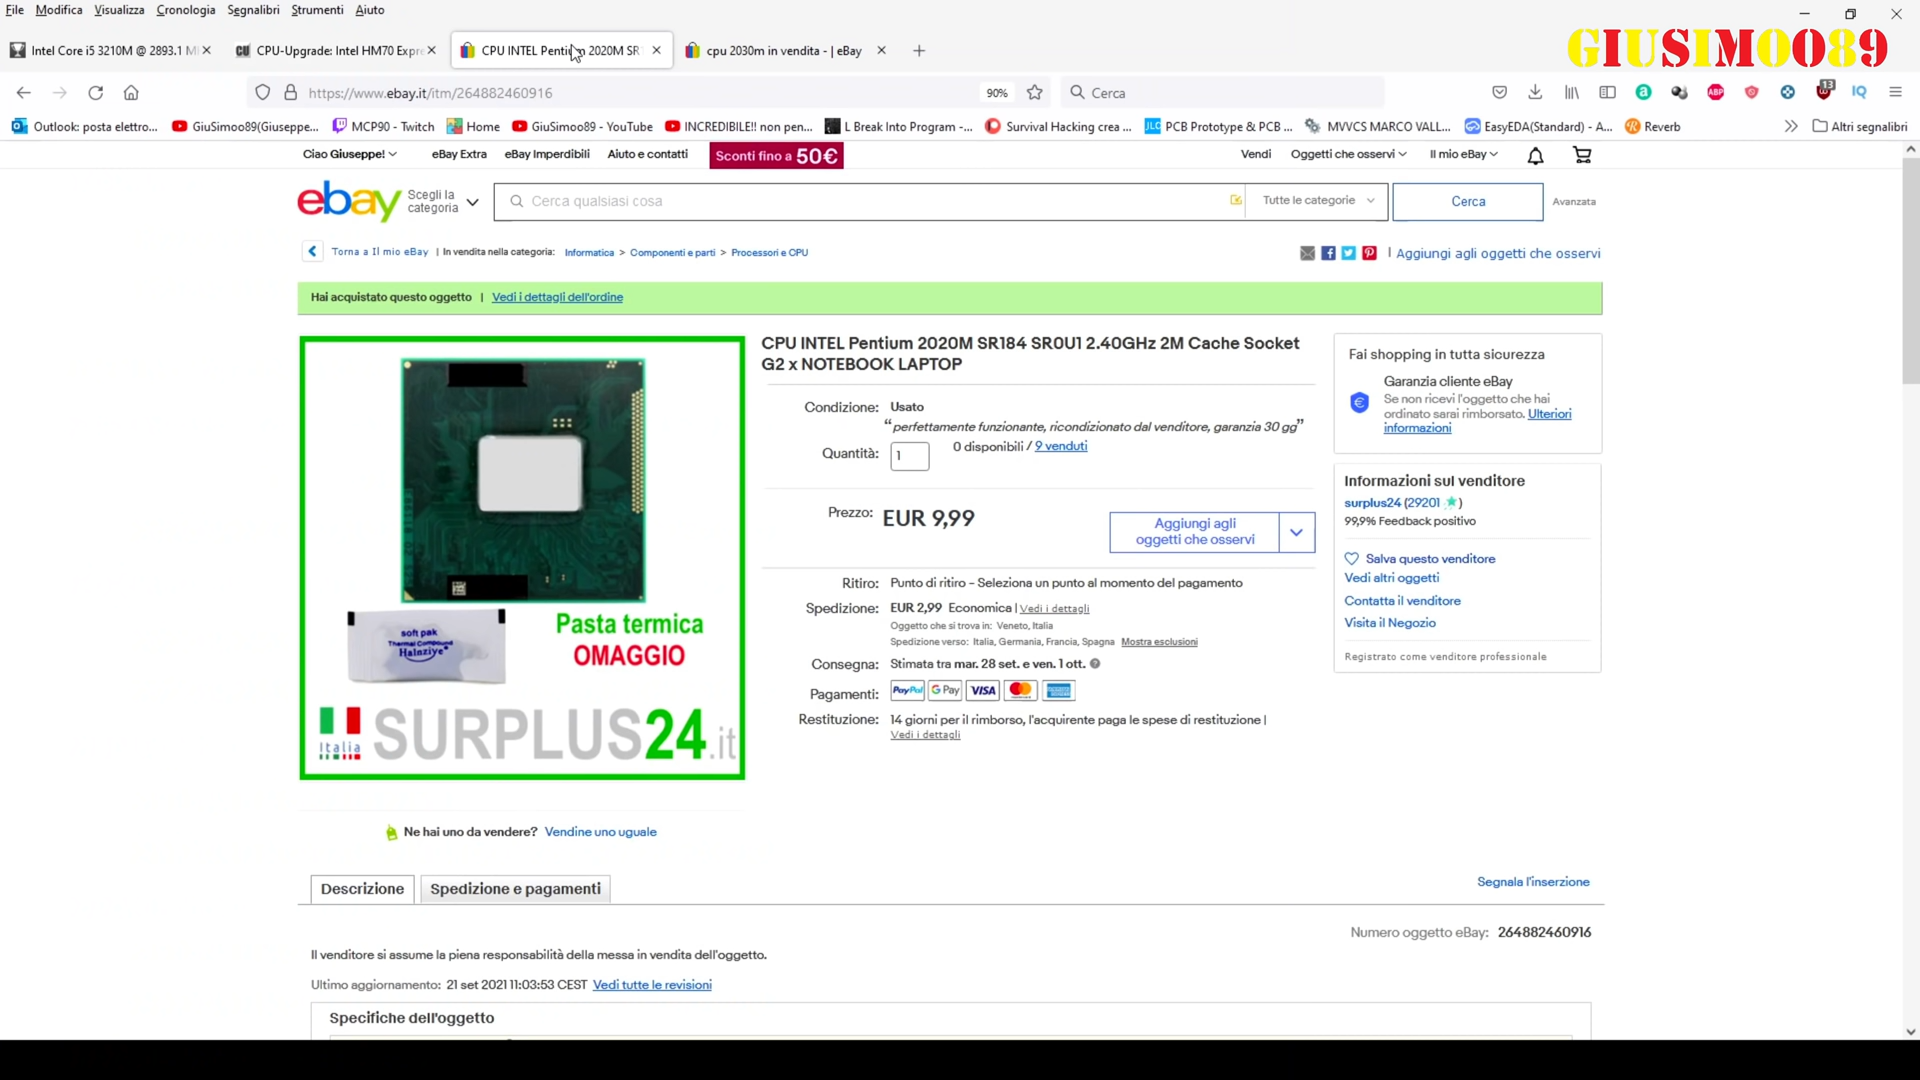 File Modifica Visualizza Cronologia Segnalibri Strumenti Aiuto
Intel Core i5 3210M @ 2893.1 M
CPU-Upgrade: Intel HM70 Expre
CPU INTEL Pentium 2020M SR
cpu 2030m in vendita - | eBay
GIUSIMOO89
https://www.ebay.it/itm/264882460916
90%
Cerca
13
ABP
IQ
Outlook: posta elettro...
GiuSimoo89(Giuseppe...
MCP90 - Twitch
Home
GiuSimoo89 - YouTube
INCREDIBILE!! non pen...
L Break Into Program -...
Survival Hacking crea ...
PCB Prototype & PCB ...
MVVCS MARCO VALL...
EasyEDA(Standard) - A...
Reverb
Altri segnalibri
Ciao Giuseppe!
eBay Extra
eBay Imperdibili
Aiuto e contatti
Sconti fino a 50€
Vendi
Oggetti che osservi
Il mio eBay
ebay
Scegli la categoria
Cerca qualsiasi cosa
Tutte le categorie
Cerca
Avanzata
Torna a Il mio eBay | In vendita nella categoria: Informatica > Componenti e parti > Processori e CPU
| Aggiungi agli oggetti che osservi
Hai acquistato questo oggetto | Vedi i dettagli dell'ordine
CPU INTEL Pentium 2020M SR184 SR0U1 2.40GHz 2M Cache Socket
G2 x NOTEBOOK LAPTOP
Condizione: Usato
“perfettamente funzionante, ricondizionato dal venditore, garanzia 30 gg”
Quantità: 1 0 disponibili / 9 venduti
Prezzo: EUR 9,99
Aggiungi agli
oggetti che osservi
Ritiro: Punto di ritiro – Seleziona un punto al momento del pagamento
Spedizione: EUR 2,99 Economica | Vedi i dettagli
Oggetto che si trova in: Veneto, Italia
Spedizione verso: Italia, Germania, Francia, Spagna Mostra esclusioni
Consegna: Stimata tra mar. 28 set. e ven. 1 ott.
Pagamenti: PayPal G Pay VISA
Restituzione: 14 giorni per il rimborso, l'acquirente paga le spese di restituzione |
Vedi i dettagli
Fai shopping in tutta sicurezza
Garanzia cliente eBay
Se non ricevi l'oggetto che hai
ordinato sarai rimborsato. Ulteriori
informazioni
Informazioni sul venditore
surplus24 (29201 )
99,9% Feedback positivo
Salva questo venditore
Vedi altri oggetti
Contatta il venditore
Visita il Negozio
Registrato come venditore professionale
soft pak
Thermal Compound
Halnziye
Pasta termica
OMAGGIO
Italia
SURPLUS24.it
Ne hai uno da vendere? Vendine uno uguale
Descrizione
Spedizione e pagamenti
Segnala l'inserzione
Numero oggetto eBay: 264882460916
Il venditore si assume la piena responsabilità della messa in vendita dell'oggetto.
Ultimo aggiornamento: 21 set 2021 11:03:53 CEST Vedi tutte le revisioni
Specifiche dell'oggetto